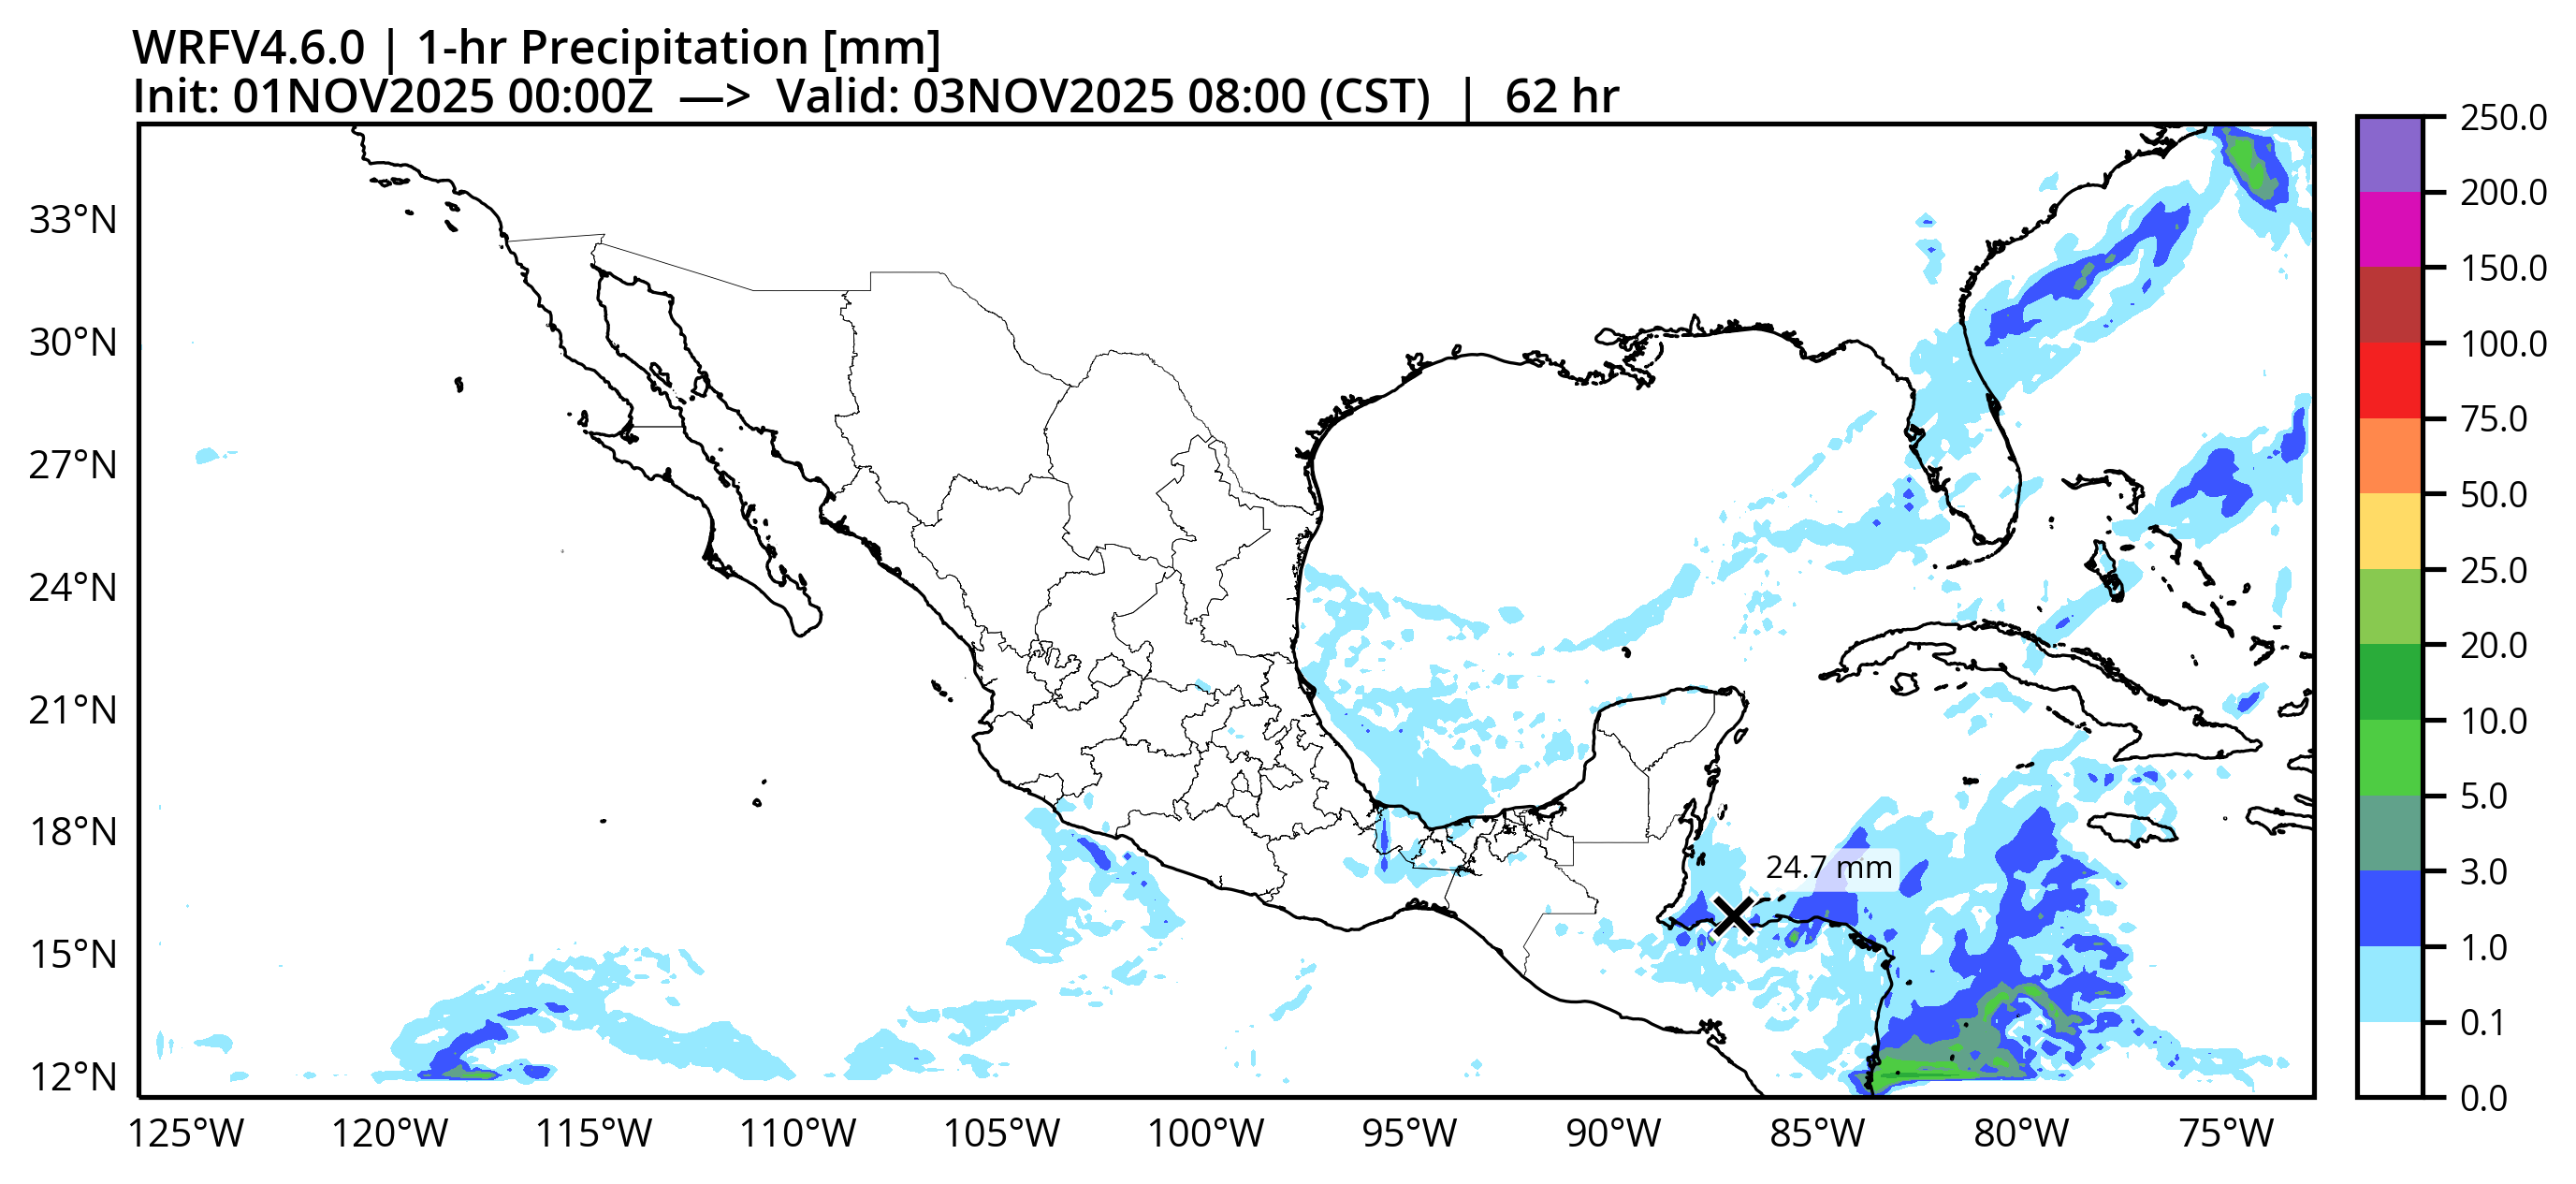 WRFV4.6.0 | 1-hr Precipitation [mm]
Init: 01NOV2025 00:00Z —> Valid: 03NOV2025 08:00 (CST) | 62 hr
33°N
30°N
27°N
24°N
21°N
18°N
15°N
12°N
125°W 120°W 115°W 110°W 105°W 100°W 95°W 90°W 85°W 80°W 75°W
24.7 mm
250.0
200.0
150.0
100.0
75.0
50.0
25.0
20.0
10.0
5.0
3.0
1.0
0.1
0.0